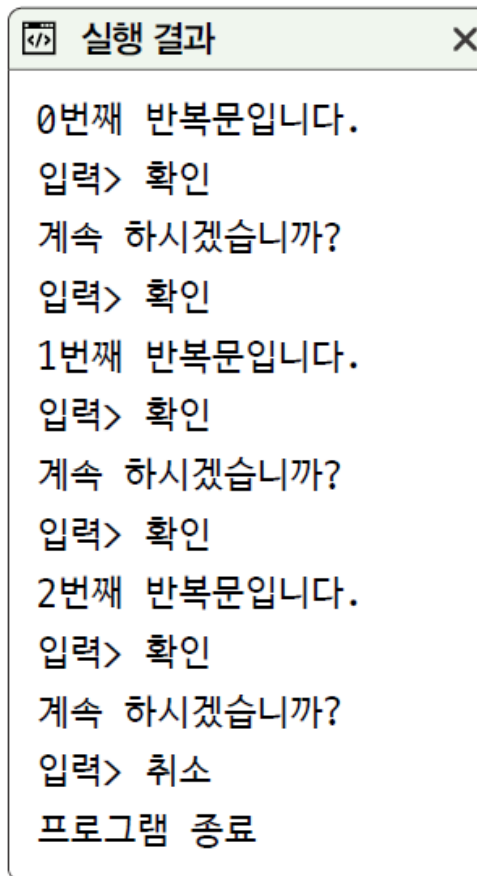 </> 실행 결과 ×
0번째 반복문입니다.
입력> 확인
계속 하시겠습니까?
입력> 확인
1번째 반복문입니다.
입력> 확인
계속 하시겠습니까?
입력> 확인
2번째 반복문입니다.
입력> 확인
계속 하시겠습니까?
입력> 취소
프로그램 종료